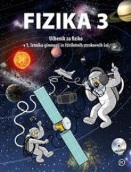 FIZIKA 3
Učbenik za fiziko
v 3. letniku gimnazij in štiriletnih strokovnih šol